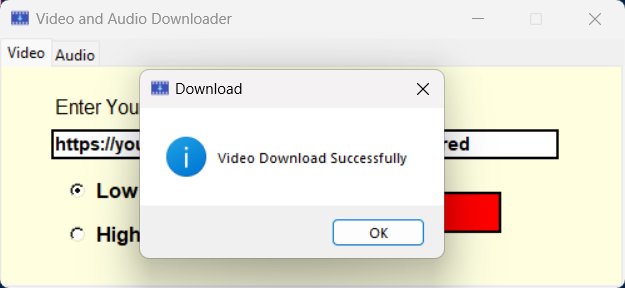 Video and Audio Downloader
Video Audio
Download
Enter You
https://you red
Video Download Successfully
Low
High
OK